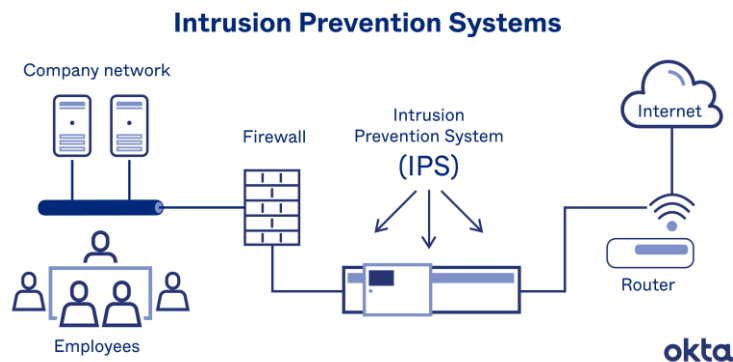 Intrusion Prevention Systems
Company network
Firewall
Intrusion
Prevention System
(IPS)
Internet
Router
Employees
okta